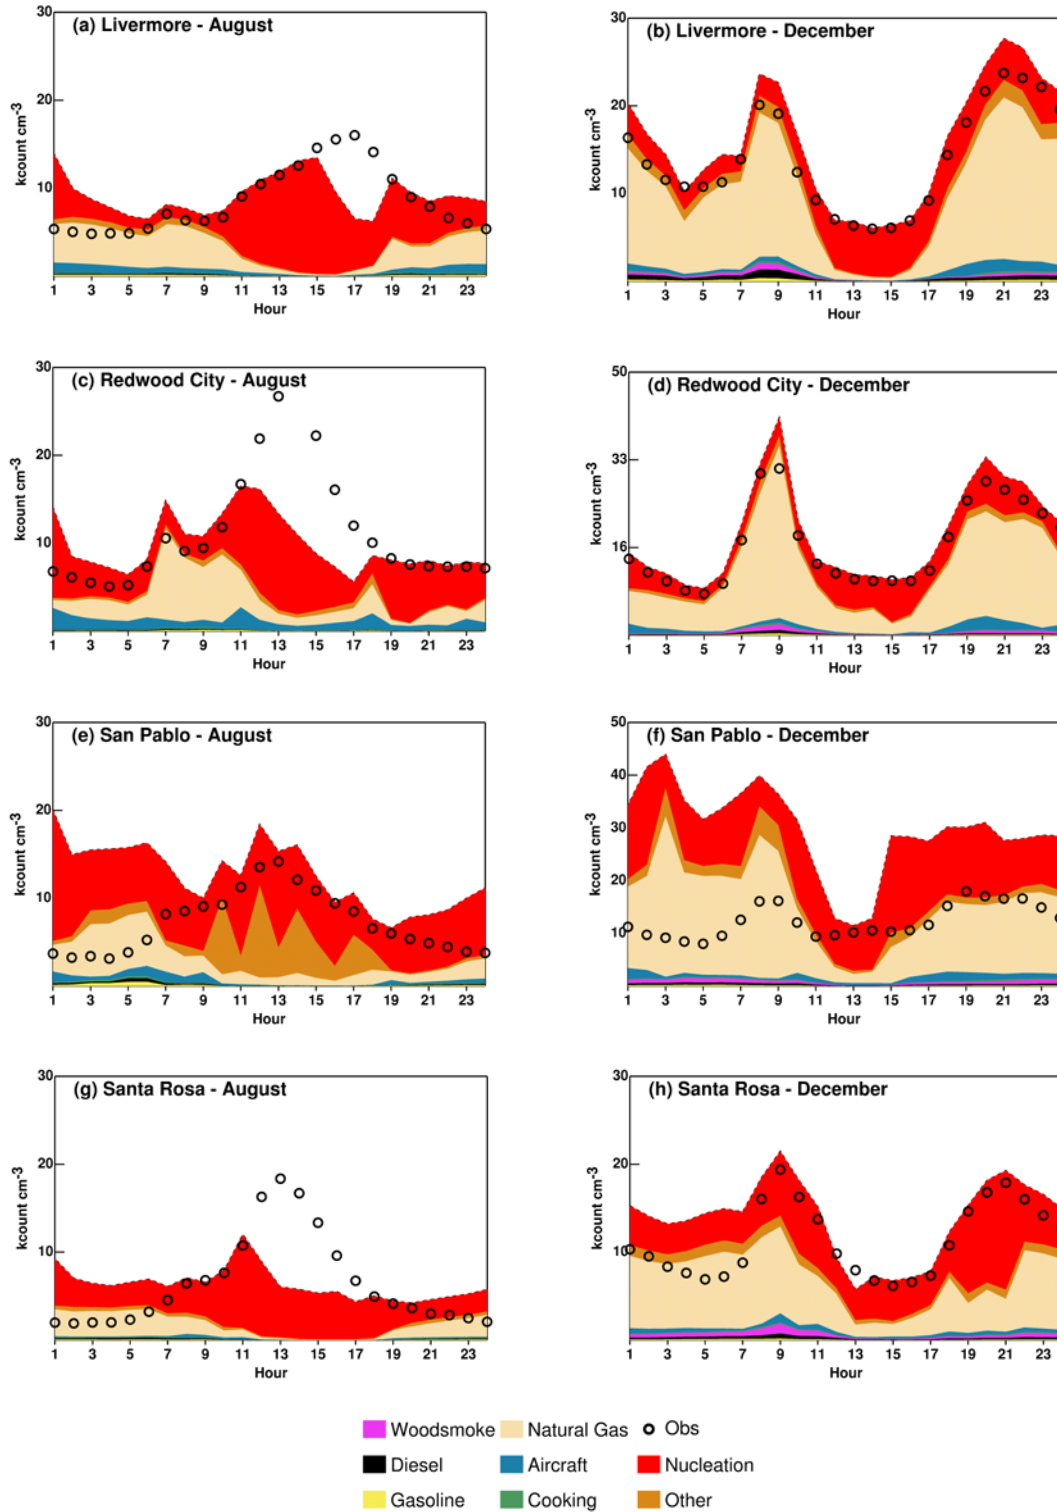 (a) Livermore - August
30
20
10
kcount cm-3
1 3 5 7 9 11 13 15 17 19 21 23
Hour
(b) Livermore - December
30
20
10
kcount cm-3
1 3 5 7 9 11 13 15 17 19 21 23
Hour
(c) Redwood City - August
30
20
10
kcount cm-3
1 3 5 7 9 11 13 15 17 19 21 23
Hour
(d) Redwood City - December
50
33
16
kcount cm-3
1 3 5 7 9 11 13 15 17 19 21 23
Hour
(e) San Pablo - August
30
20
10
kcount cm-3
1 3 5 7 9 11 13 15 17 19 21 23
Hour
(f) San Pablo - December
50
40
30
20
10
kcount cm-3
1 3 5 7 9 11 13 15 17 19 21 23
Hour
(g) Santa Rosa - August
30
20
10
kcount cm-3
1 3 5 7 9 11 13 15 17 19 21 23
Hour
(h) Santa Rosa - December
30
20
10
kcount cm-3
1 3 5 7 9 11 13 15 17 19 21 23
Hour
Woodsmoke Natural Gas Obs
Diesel Aircraft Nucleation
Gasoline Cooking Other